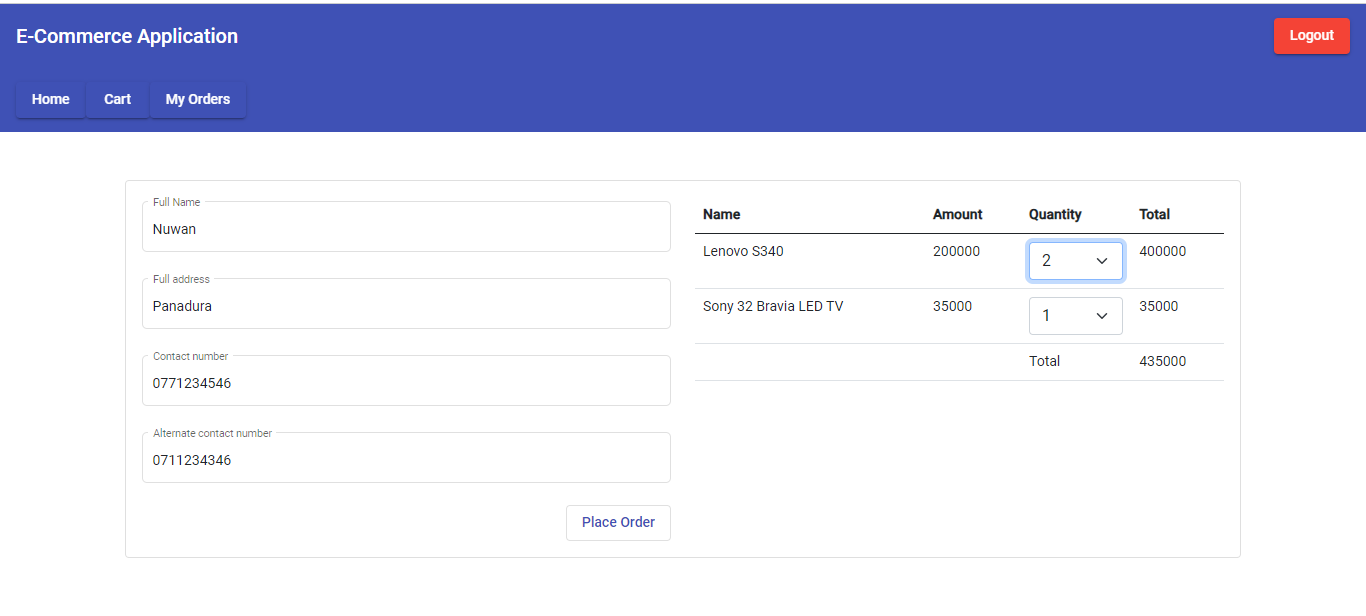 E-Commerce Application
Logout
Home Cart My Orders
Full Name
Nuwan
Full address
Panadura
Contact number
0771234546
Alternate contact number
0711234346
Place Order
Name Amount Quantity Total
Lenovo S340 200000 2 400000
Sony 32 Bravia LED TV 35000 1 35000
Total 435000